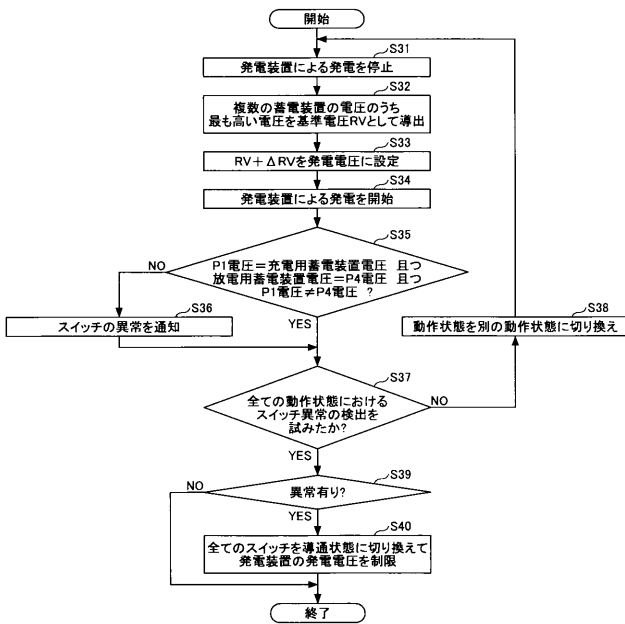 開始
S31
発電装置による発電を停止
S32
複数の蓄電装置の電圧のうち
最も高い電圧を基準電圧RVとして導出
S33
RV+ΔRVを発電電圧に設定
S34
発電装置による発電を開始
S35
P1電圧=充電用蓄電装置電圧 且つ
放電用蓄電装置電圧=P4電圧 且つ
P1電圧≠P4電圧 ?
NO
YES
S36
スイッチの異常を通知
S38
動作状態を別の動作状態に切り換え
S37
全ての動作状態における
スイッチ異常の検出を
試みたか?
NO
YES
S39
異常有り?
NO
YES
S40
全てのスイッチを導通状態に切り換えて
発電装置の発電電圧を制限
終了